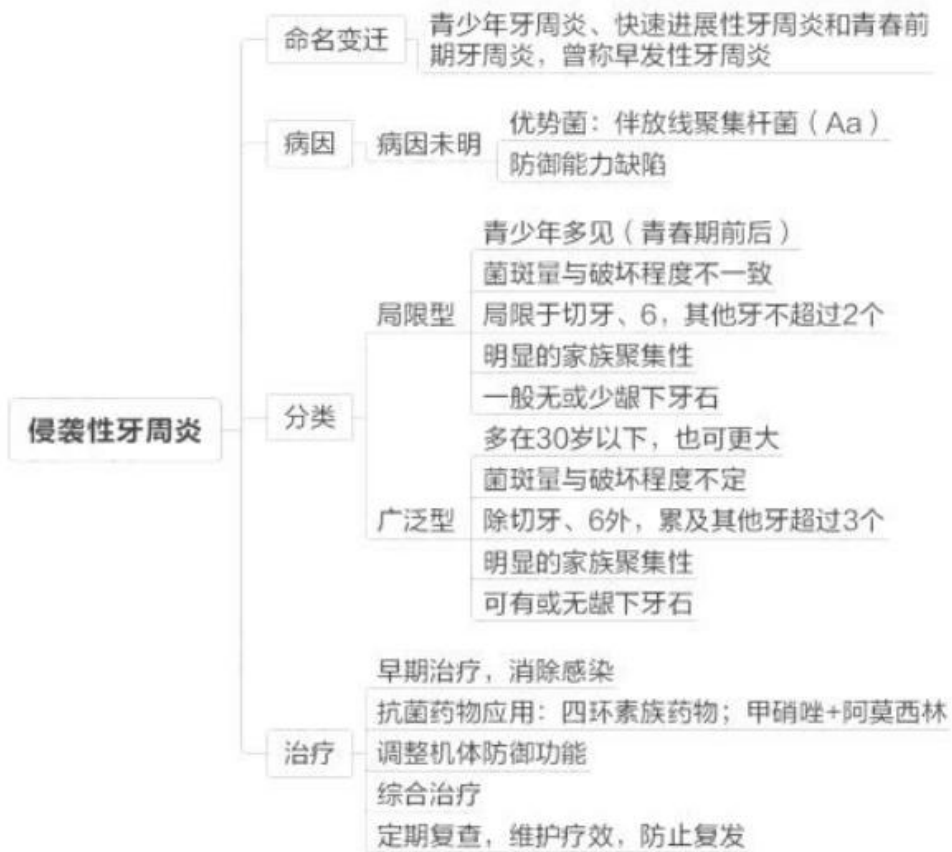 命名变迁
青少年牙周炎、快速进展性牙周炎和青春前
期牙周炎，曾称早发性牙周炎
病因
病因未明
优势菌：伴放线聚集杆菌（Aa）
防御能力缺陷
侵袭性牙周炎
分类
局限型
青少年多见（青春期前后）
菌斑量与破坏程度不一致
局限于切牙、6，其他牙不超过2个
明显的家族聚集性
一般无或少龈下牙石
广泛型
多在30岁以下，也可更大
菌斑量与破坏程度不定
除切牙、6外，累及其他牙超过3个
明显的家族聚集性
可有或无龈下牙石
治疗
早期治疗，消除感染
抗菌药物应用：四环素族药物；甲硝唑+阿莫西林
调整机体防御功能
综合治疗
定期复查，维护疗效，防止复发